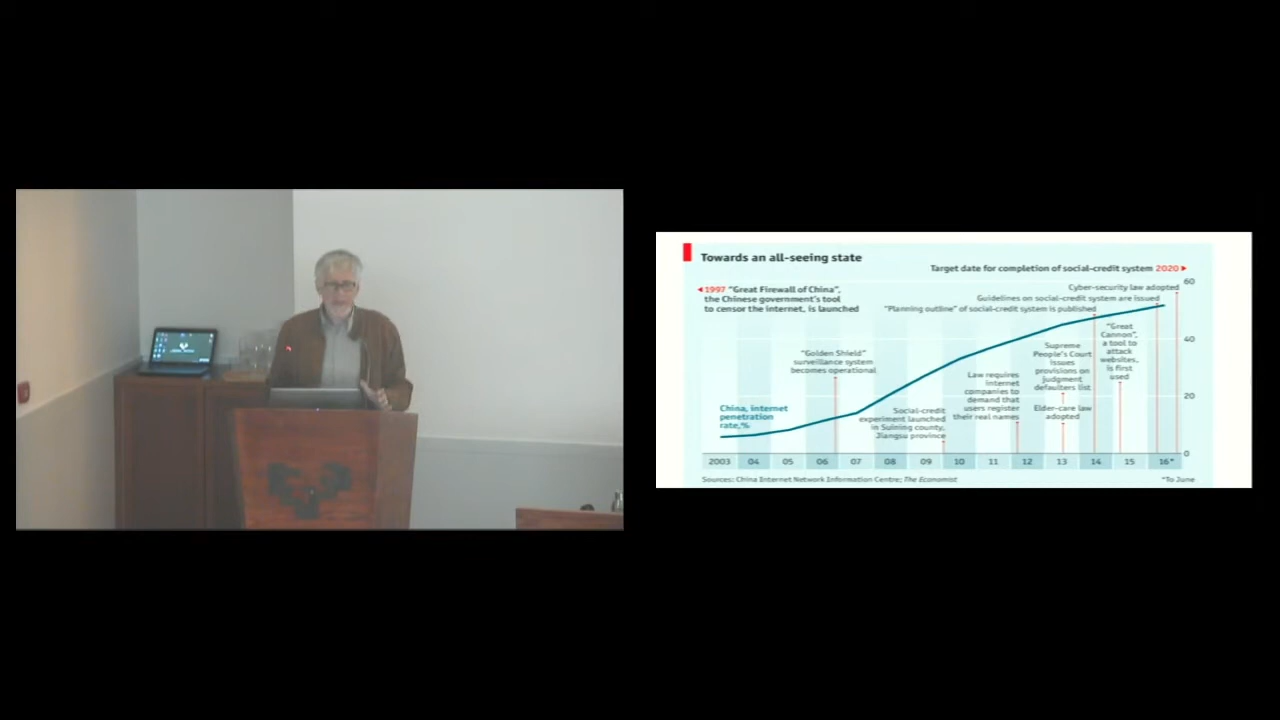 Towards an all-seeing state
Target date for completion of social-credit system 2020
1997 "Great Firewall of China",
the Chinese government's tool
to censor the internet, is launched
Cyber-security law adopted
Guidelines on social-credit system are issued
"Planning outline" of social-credit system is published
"Golden Shield"
surveillance system
becomes operational
"Great
Cannon",
a tool to
attack
websites,
is first
used
Supreme
People's Court
issues
provisions on
judgment
defaulters list
Law requires
internet
companies to
demand that
users register
their real names
Elder-care law
adopted
Social-credit
experiment launched
in Suining county,
Jiangsu province
China, internet
penetration
rate, %
60
40
20
0
2003 04 05 06 07 08 09 10 11 12 13 14 15 16*
Sources: China Internet Network Information Centre; The Economist
*To June